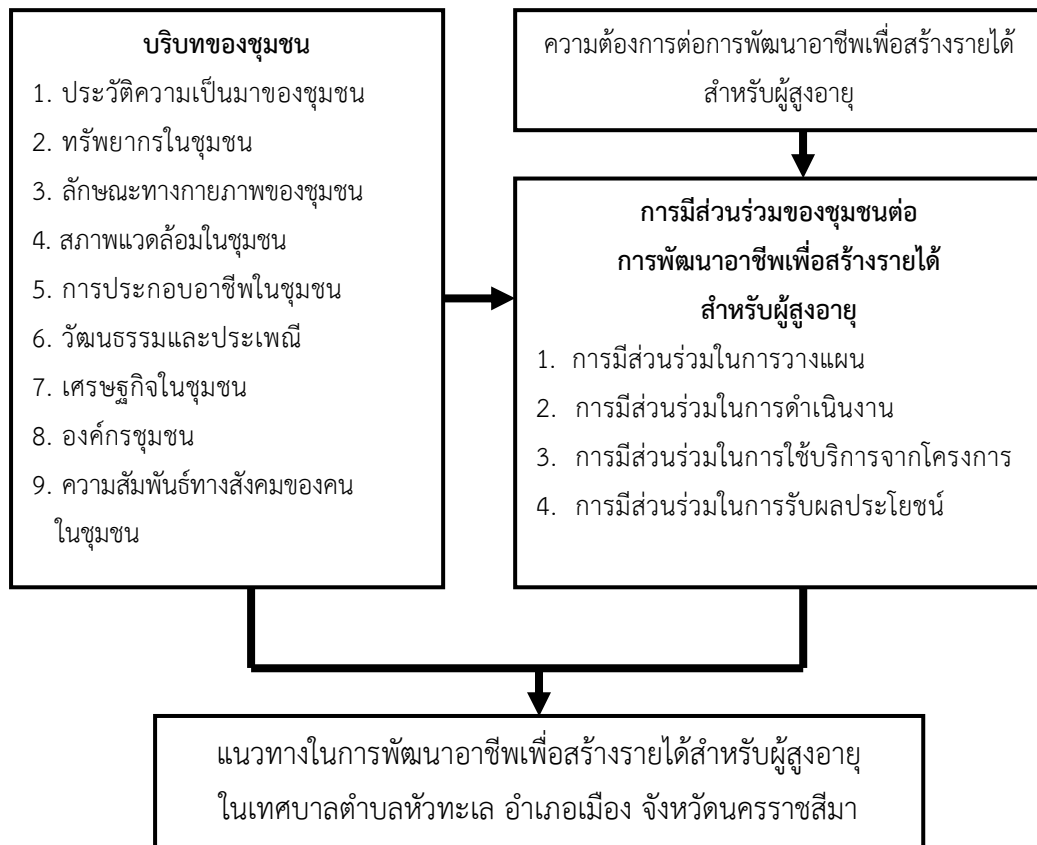 บริบทของชุมชน
1. ประวัติความเป็นมาของชุมชน
2. ทรัพยากรในชุมชน
3. ลักษณะทางกายภาพของชุมชน
4. สภาพแวดล้อมในชุมชน
5. การประกอบอาชีพในชุมชน
6. วัฒนธรรมและประเพณี
7. เศรษฐกิจในชุมชน
8. องค์กรชุมชน
9. ความสัมพันธ์ทางสังคมของคน
ในชุมชน
ความต้องการต่อการพัฒนาอาชีพเพื่อสร้างรายได้
สำหรับผู้สูงอายุ
การมีส่วนร่วมของชุมชนต่อ
การพัฒนาอาชีพเพื่อสร้างรายได้
สำหรับผู้สูงอายุ
1. การมีส่วนร่วมในการวางแผน
2. การมีส่วนร่วมในการดำเนินงาน
3. การมีส่วนร่วมในการใช้บริการจากโครงการ
4. การมีส่วนร่วมในการรับผลประโยชน์
แนวทางในการพัฒนาอาชีพเพื่อสร้างรายได้สำหรับผู้สูงอายุ
ในเทศบาลตำบลหัวทะเล อำเภอเมือง จังหวัดนครราชสีมา